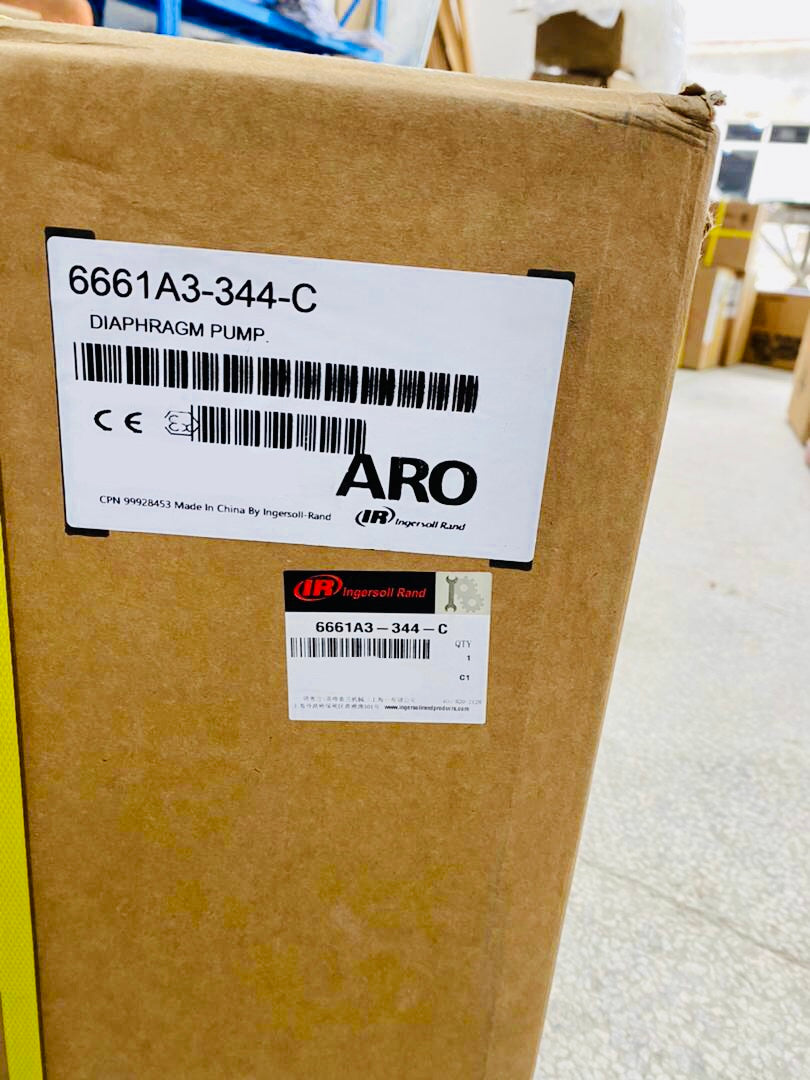 6661A3-344-C
DIAPHRAGM PUMP.
CE Ex
ARO
CPN 99928453 Made In China By Ingersoll-Rand
IR Ingersoll Rand
IR Ingersoll Rand
6661A3-344-C
QTY
1
C1
www.ingersollrandproducts.com